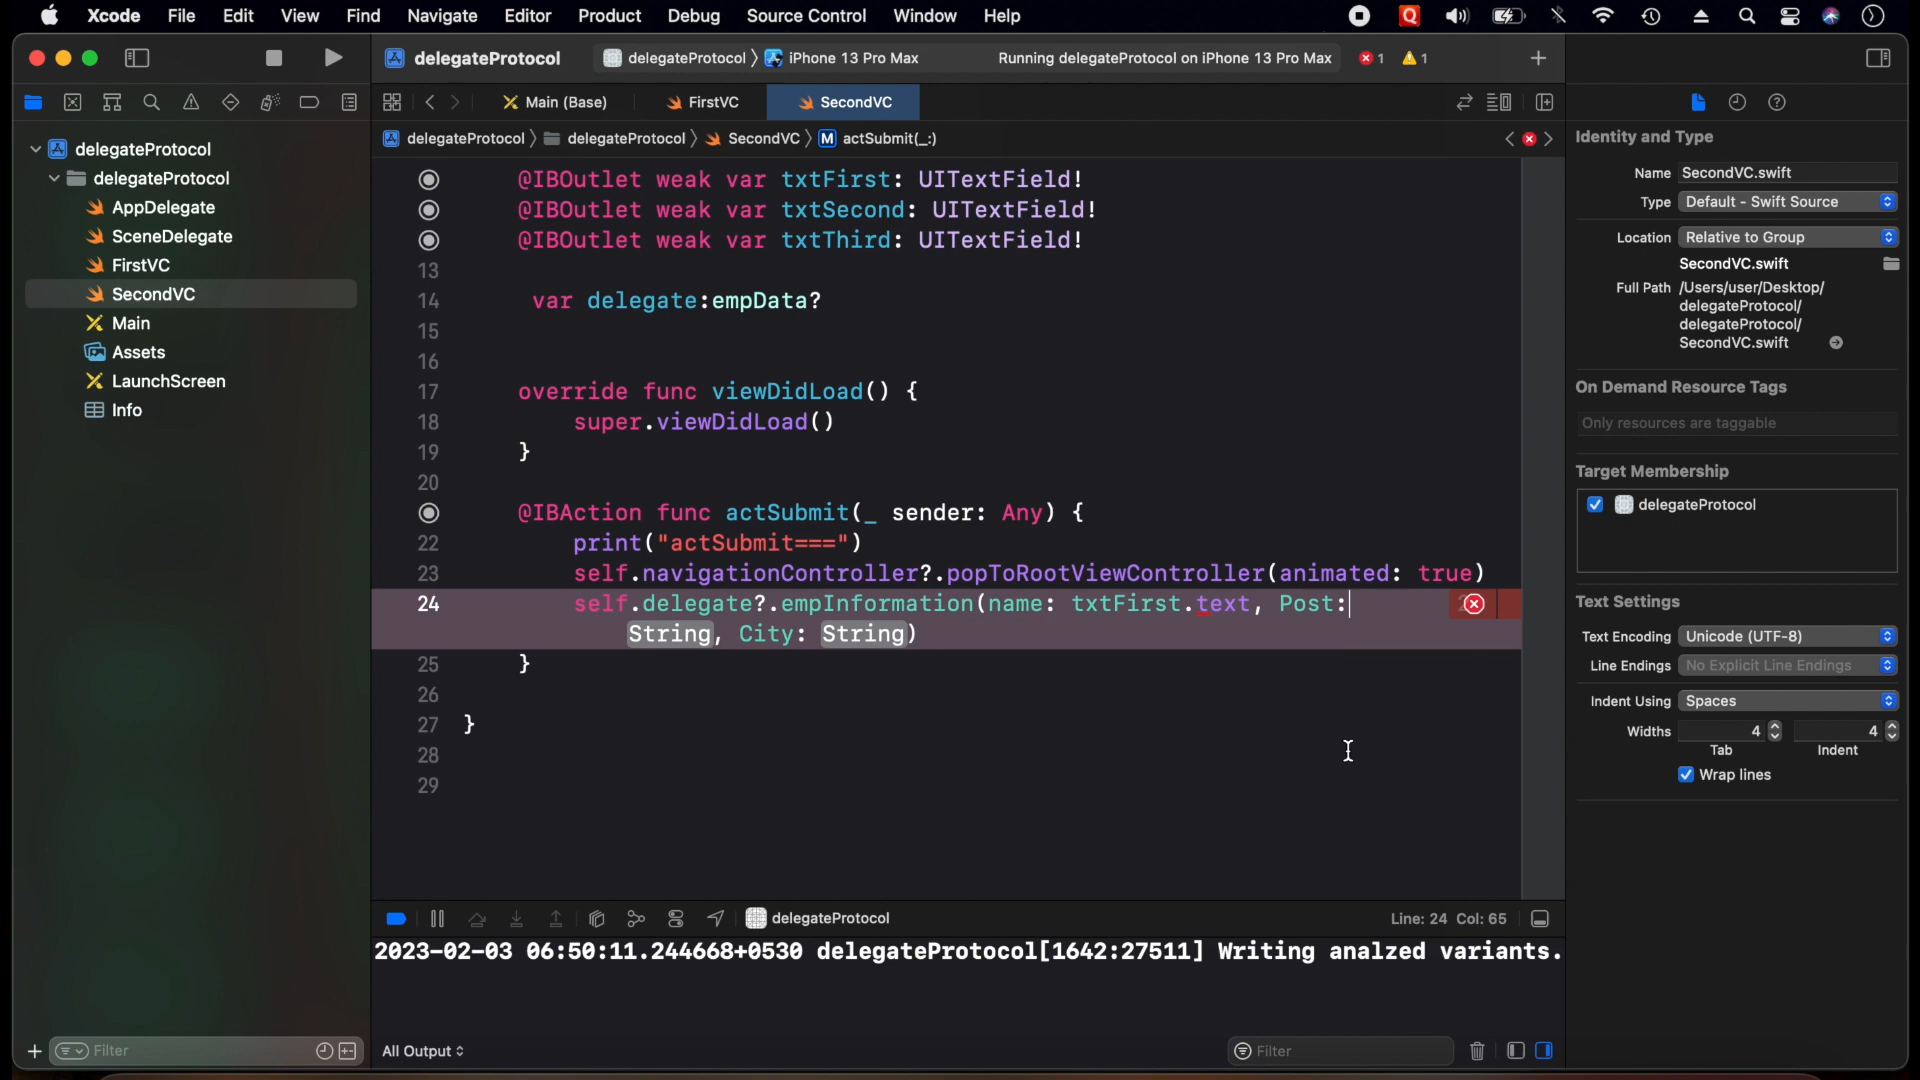 Xcode File Edit View Find Navigate Editor Product Debug Source Control Window Help
delegateProtocol delegateProtocol iPhone 13 Pro Max Running delegateProtocol on iPhone 13 Pro Max 1 1
Main (Base) FirstVC SecondVC
delegateProtocol delegateProtocol SecondVC M actSubmit(_:)
delegateProtocol
delegateProtocol
AppDelegate
SceneDelegate
FirstVC
SecondVC
Main
Assets
LaunchScreen
Info
Filter
@IBOutlet weak var txtFirst: UITextField!
@IBOutlet weak var txtSecond: UITextField!
@IBOutlet weak var txtThird: UITextField!
13
14 var delegate:empData?
15
16
17 override func viewDidLoad() {
18 super.viewDidLoad()
19 }
20
@IBAction func actSubmit(_ sender: Any) {
22 print("actSubmit===")
23 self.navigationController?.popToRootViewController(animated: true)
24 self.delegate?.empInformation(name: txtFirst.text, Post:
String, City: String)
25 }
26
27 }
28
29
delegateProtocol Line: 24 Col: 65
2023-02-03 06:50:11.244668+0530 delegateProtocol[1642:27511] Writing analzed variants.
All Output Filter
Identity and Type
Name SecondVC.swift
Type Default - Swift Source
Location Relative to Group
SecondVC.swift
Full Path /Users/user/Desktop/
delegateProtocol/
delegateProtocol/
SecondVC.swift
On Demand Resource Tags
Only resources are taggable
Target Membership
delegateProtocol
Text Settings
Text Encoding Unicode (UTF-8)
Line Endings No Explicit Line Endings
Indent Using Spaces
Widths 4 4
Tab Indent
Wrap lines